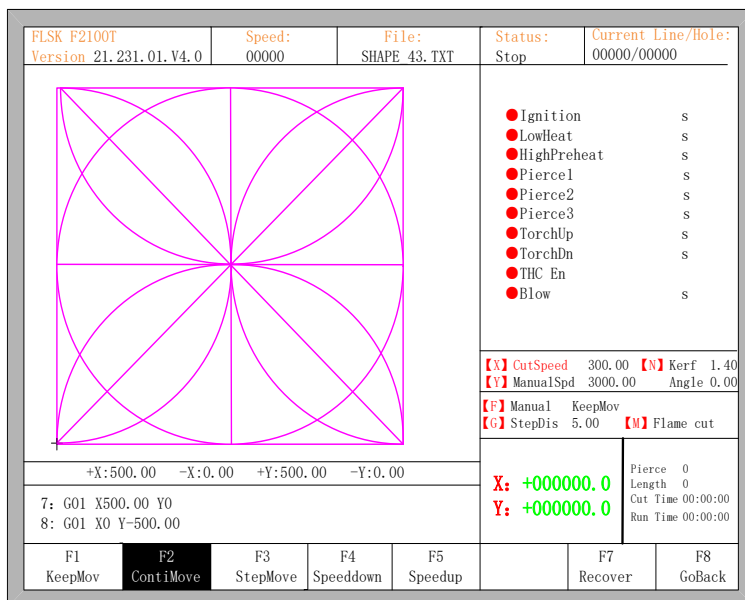 FLSK F2100T Speed: File: Status: Current Line/Hole:
Version 21.231.01.V4.0 00000 SHAPE 43.TXT Stop 00000/00000
Ignition s
LowHeat s
HighPreheat s
Pierce1 s
Pierce2 s
Pierce3 s
TorchUp s
TorchDn s
THC En
Blow s
【X】CutSpeed 300.00 【N】Kerf 1.40
【Y】ManualSpd 3000.00 Angle 0.00
【F】Manual KeepMov
【G】StepDis 5.00 【M】Flame cut
+X:500.00 -X:0.00 +Y:500.00 -Y:0.00
7: G01 X500.00 Y0
8: G01 X0 Y-500.00
X: +000000.0
Y: +000000.0
Pierce 0
Length 0
Cut Time 00:00:00
Run Time 00:00:00
F1 F2 F3 F4 F5 F7 F8
KeepMov ContiMove StepMove Speeddown Speedup Recover GoBack